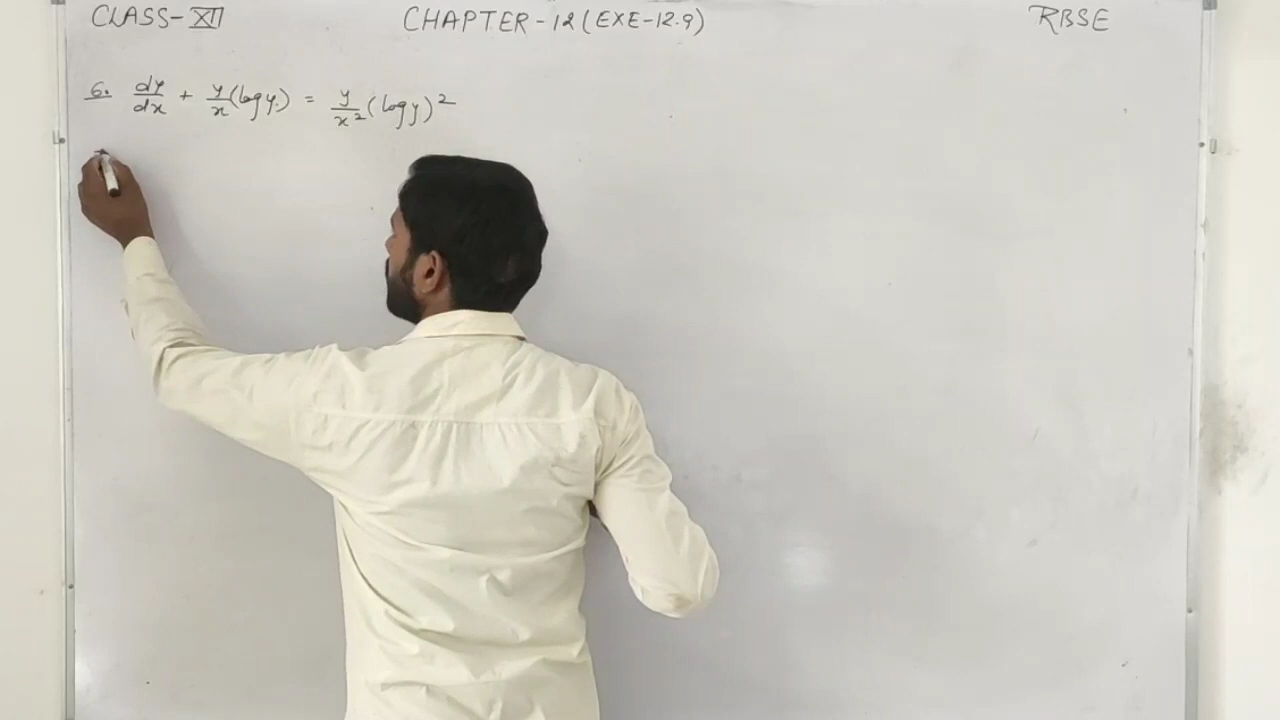 CLASS-XII CHAPTER-12(EXE-12.9) RBSE
6. dy/dx + y/x(log y) = y/x²(log y)²